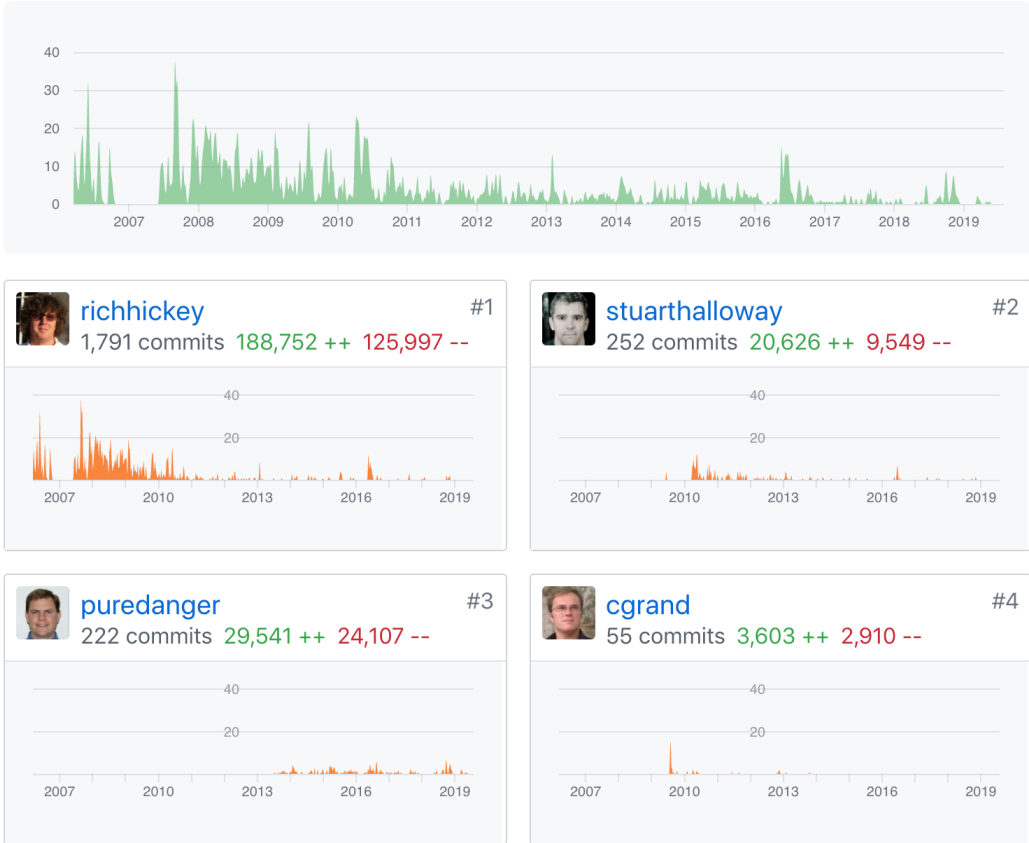 40
30
20
10
0
2007 2008 2009 2010 2011 2012 2013 2014 2015 2016 2017 2018 2019
richhickey #1
1,791 commits 188,752 ++ 125,997 --
40
20
2007 2010 2013 2016 2019
stuarthalloway #2
252 commits 20,626 ++ 9,549 --
40
20
2007 2010 2013 2016 2019
puredanger #3
222 commits 29,541 ++ 24,107 --
40
20
2007 2010 2013 2016 2019
cgrand #4
55 commits 3,603 ++ 2,910 --
40
20
2007 2010 2013 2016 2019